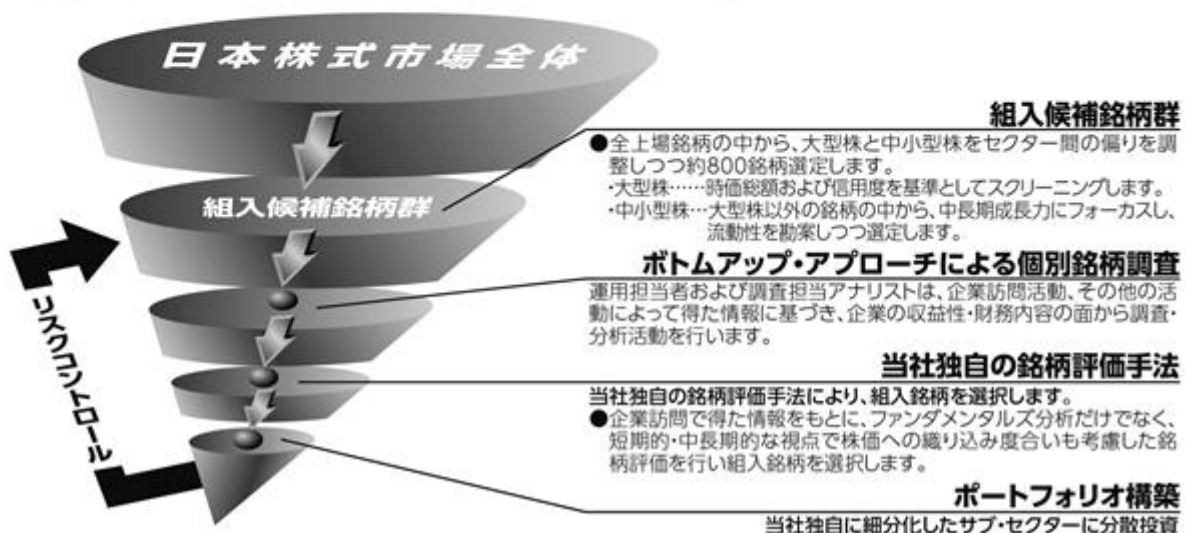 日本株式市場全体
組入候補銘柄群
リスクコントロール
組入候補銘柄群
●全上場銘柄の中から、大型株と中小型株をセクター間の偏りを調
整しつつ約800銘柄選定します。
・大型株……時価総額および信用度を基準としてスクリーニングします。
・中小型株…大型株以外の銘柄の中から、中長期成長力にフォーカスし、
流動性を勘案しつつ選定します。
ボトムアップ・アプローチによる個別銘柄調査
運用担当者および調査担当アナリストは、企業訪問活動、その他の活
動によって得た情報に基づき、企業の収益性・財務内容の面から調査・
分析活動を行います。
当社独自の銘柄評価手法
当社独自の銘柄評価手法により、組入銘柄を選択します。
●企業訪問で得た情報をもとに、ファンダメンタルズ分析だけでなく、
短期的・中長期的な視点で株価への織り込み度合いも考慮した銘
柄評価を行い組入銘柄を選択します。
ポートフォリオ構築
当社独自に細分化したサブ・セクターに分散投資